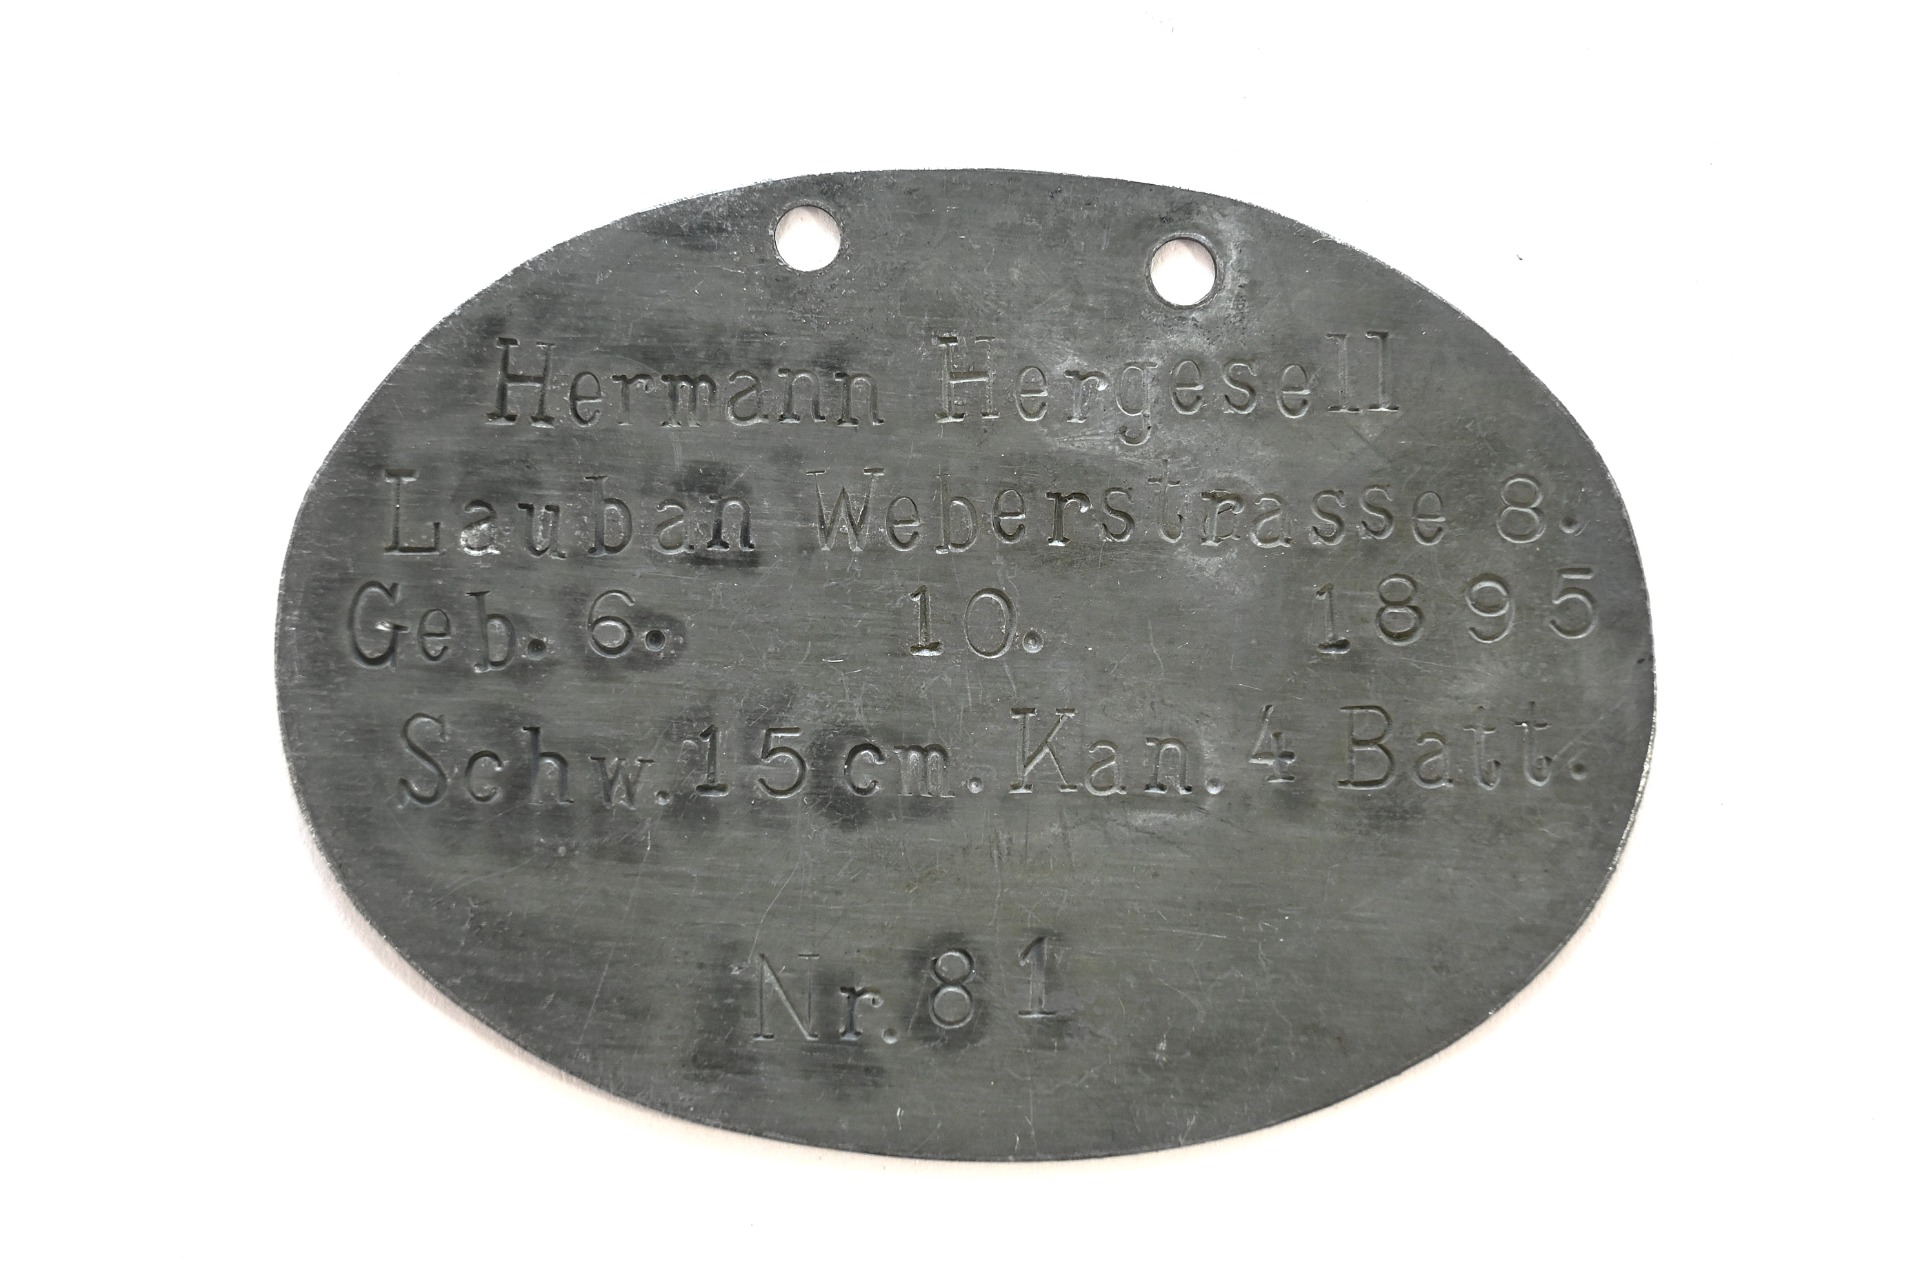 Hermann Hergesell
Lauban Weberstrasse 8.
Geb. 6. 10. 1895
Schw. 15 cm. Kan. 4 Batt.
Nr. 81